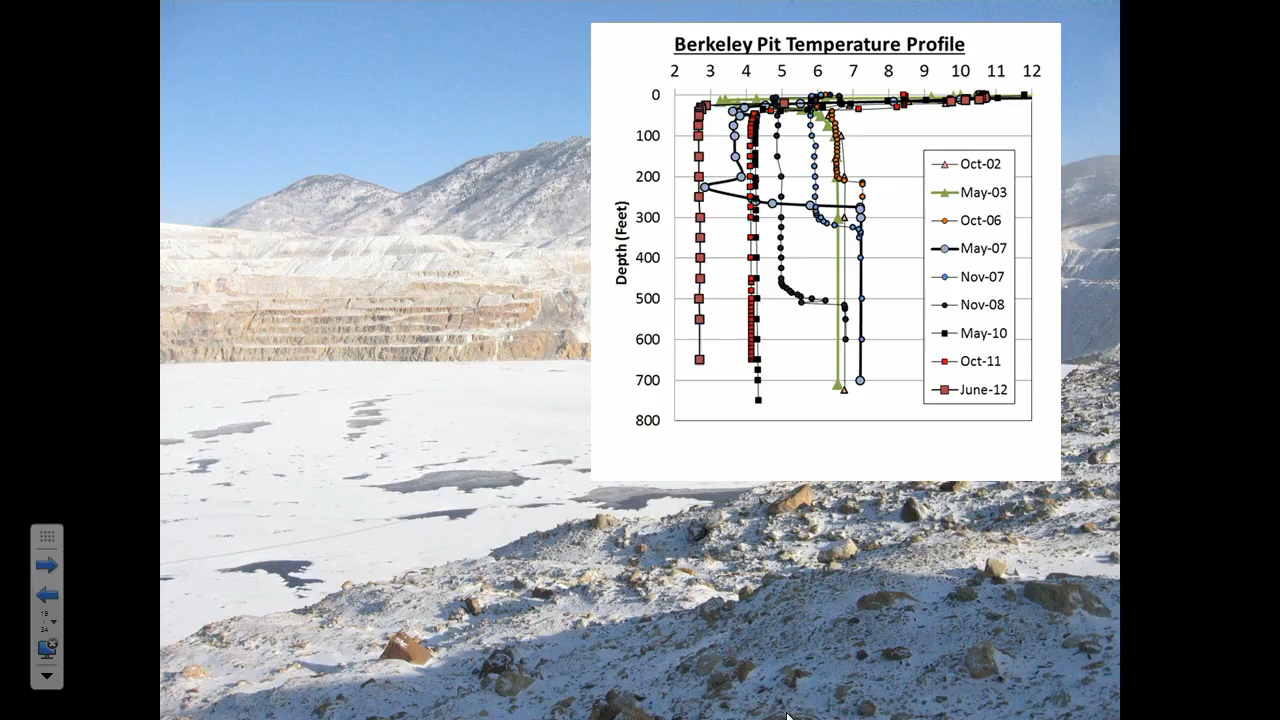 Berkeley Pit Temperature Profile
2 3 4 5 6 7 8 9 10 11 12
0
100
200
300
400
500
600
700
800
Depth (Feet)
Oct-02
May-03
Oct-06
May-07
Nov-07
Nov-08
May-10
Oct-11
June-12
19
34